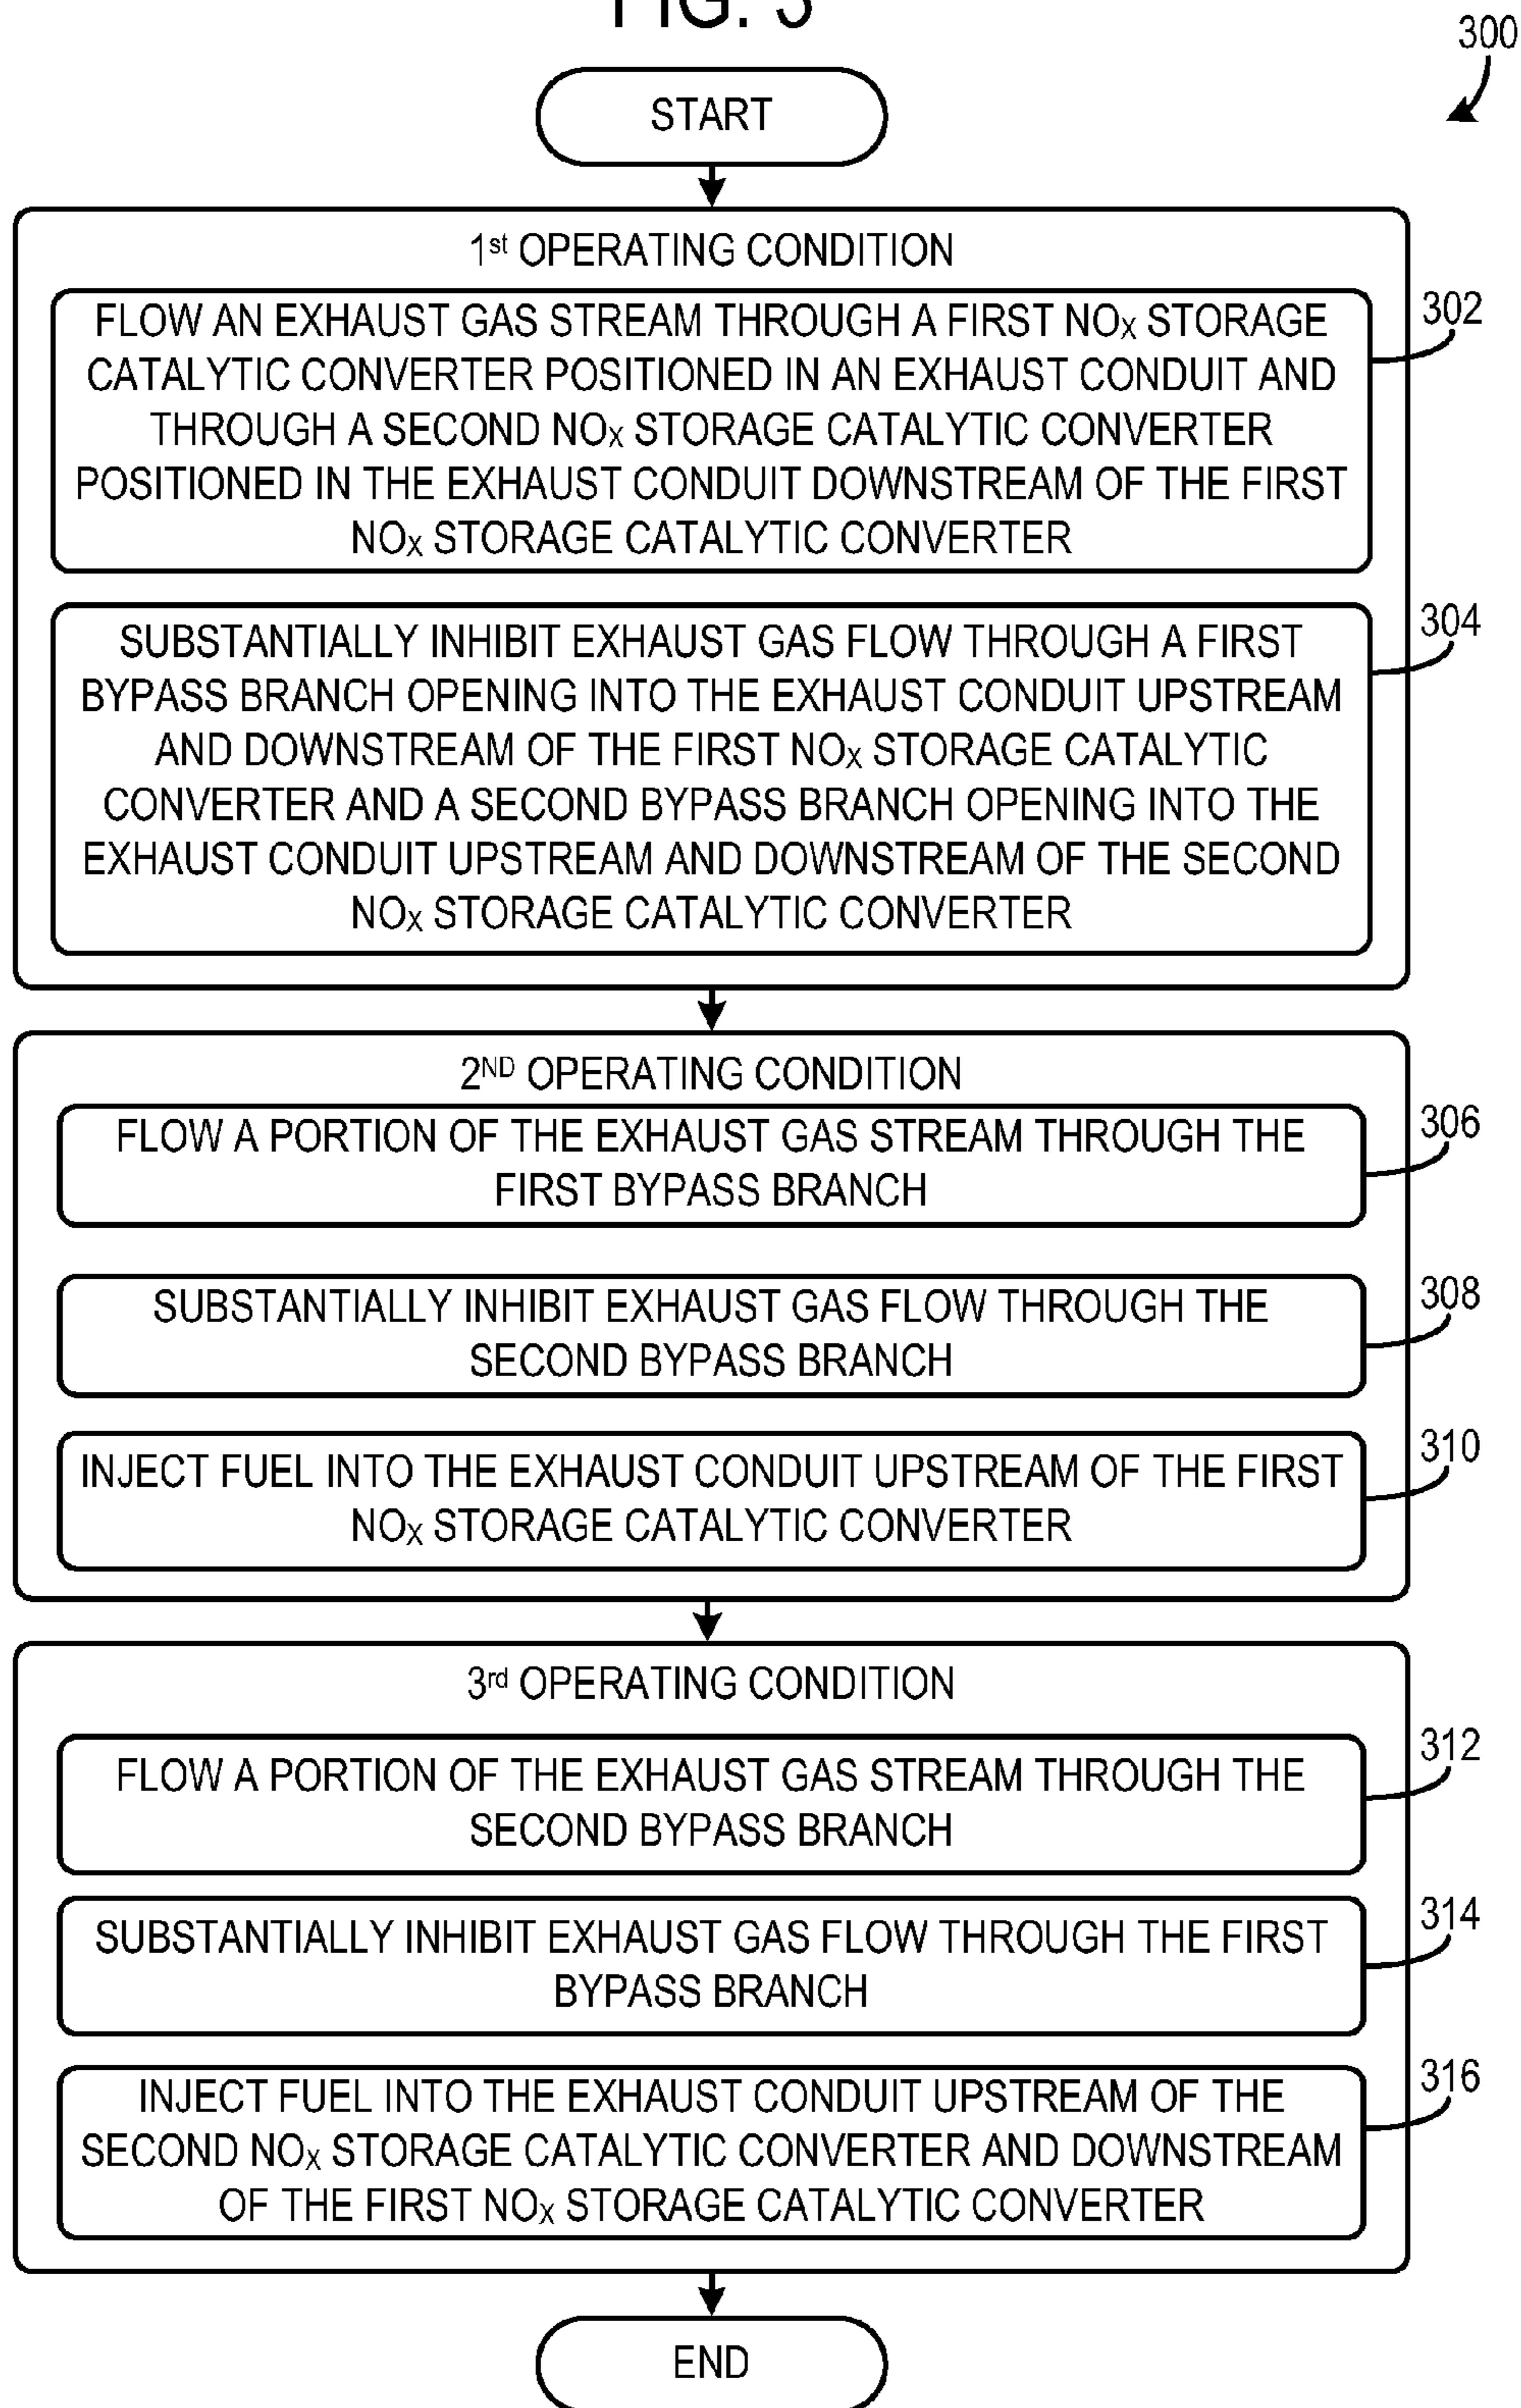 FIG. 3
300
START
1st OPERATING CONDITION
FLOW AN EXHAUST GAS STREAM THROUGH A FIRST NOX STORAGE
CATALYTIC CONVERTER POSITIONED IN AN EXHAUST CONDUIT AND
THROUGH A SECOND NOX STORAGE CATALYTIC CONVERTER
POSITIONED IN THE EXHAUST CONDUIT DOWNSTREAM OF THE FIRST
NOX STORAGE CATALYTIC CONVERTER
302
SUBSTANTIALLY INHIBIT EXHAUST GAS FLOW THROUGH A FIRST
BYPASS BRANCH OPENING INTO THE EXHAUST CONDUIT UPSTREAM
AND DOWNSTREAM OF THE FIRST NOX STORAGE CATALYTIC
CONVERTER AND A SECOND BYPASS BRANCH OPENING INTO THE
EXHAUST CONDUIT UPSTREAM AND DOWNSTREAM OF THE SECOND
NOX STORAGE CATALYTIC CONVERTER
304
2ND OPERATING CONDITION
FLOW A PORTION OF THE EXHAUST GAS STREAM THROUGH THE
FIRST BYPASS BRANCH
306
SUBSTANTIALLY INHIBIT EXHAUST GAS FLOW THROUGH THE
SECOND BYPASS BRANCH
308
INJECT FUEL INTO THE EXHAUST CONDUIT UPSTREAM OF THE FIRST
NOX STORAGE CATALYTIC CONVERTER
310
3rd OPERATING CONDITION
FLOW A PORTION OF THE EXHAUST GAS STREAM THROUGH THE
SECOND BYPASS BRANCH
312
SUBSTANTIALLY INHIBIT EXHAUST GAS FLOW THROUGH THE FIRST
BYPASS BRANCH
314
INJECT FUEL INTO THE EXHAUST CONDUIT UPSTREAM OF THE
SECOND NOX STORAGE CATALYTIC CONVERTER AND DOWNSTREAM
OF THE FIRST NOX STORAGE CATALYTIC CONVERTER
316
END